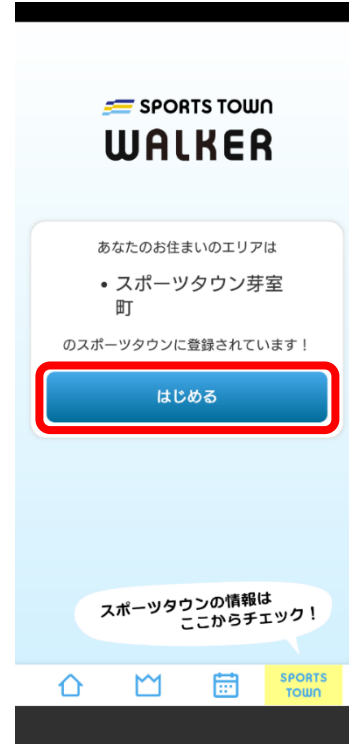 SPORTS TOWN
WALKER
あなたのお住まいのエリアは
• スポーツタウン芽室
町
のスポーツタウンに登録されています！
はじめる
スポーツタウンの情報は
ここからチェック！
SPORTS
TOWN